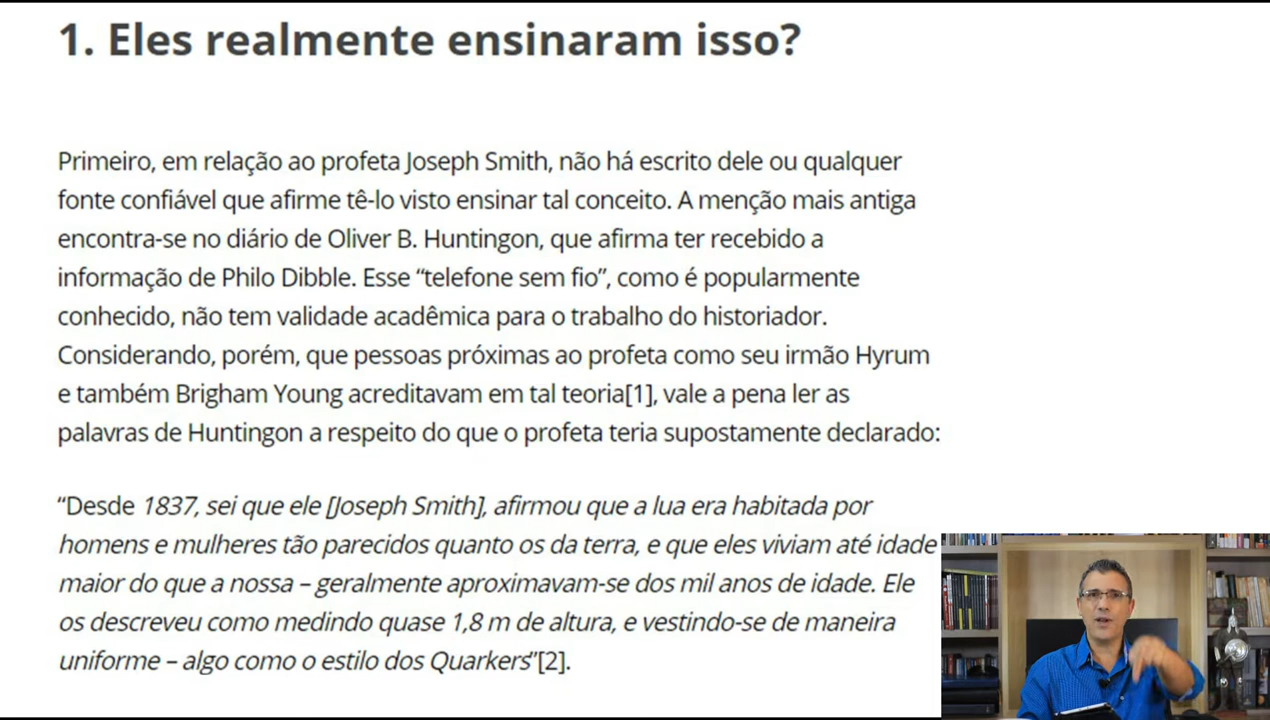 1. Eles realmente ensinaram isso?
Primeiro, em relação ao profeta Joseph Smith, não há escrito dele ou qualquer
fonte confiável que afirme tê-lo visto ensinar tal conceito. A menção mais antiga
encontra-se no diário de Oliver B. Huntingon, que afirma ter recebido a
informação de Philo Dibble. Esse “telefone sem fio”, como é popularmente
conhecido, não tem validade acadêmica para o trabalho do historiador.
Considerando, porém, que pessoas próximas ao profeta como seu irmão Hyrum
e também Brigham Young acreditavam em tal teoria[1], vale a pena ler as
palavras de Huntingon a respeito do que o profeta teria supostamente declarado:
“Desde 1837, sei que ele [Joseph Smith], afirmou que a lua era habitada por
homens e mulheres tão parecidos quanto os da terra, e que eles viviam até idade
maior do que a nossa – geralmente aproximavam-se dos mil anos de idade. Ele
os descreveu como medindo quase 1,8 m de altura, e vestindo-se de maneira
uniforme – algo como o estilo dos Quarkers”[2].